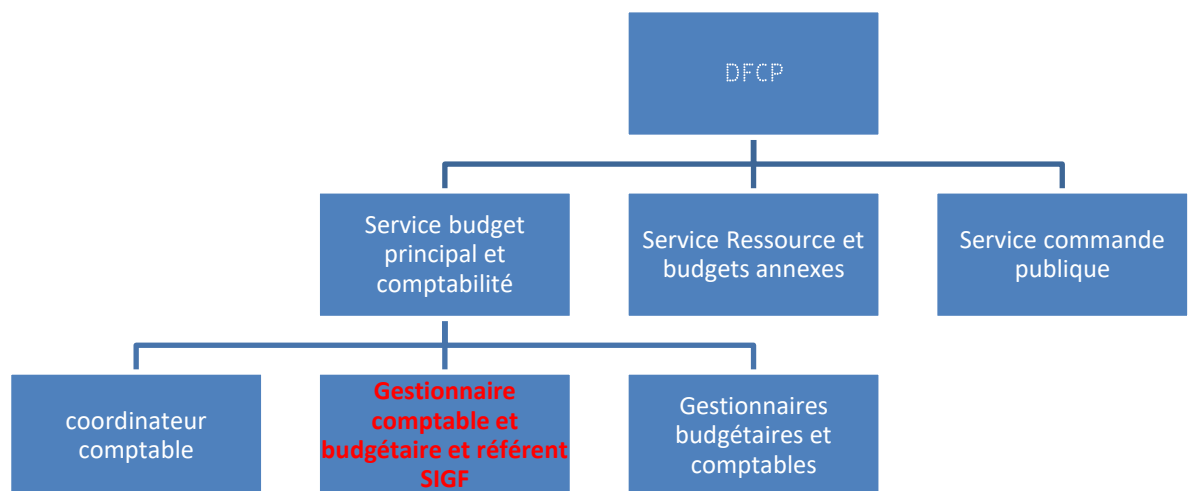 DFCP
Service budget
principal et
comptabilité
Service Ressource et
budgets annexes
Service commande
publique
coordinateur
comptable
Gestionnaire
comptable et
budgétaire et référent
SIGF
Gestionnaires
budgétaires et
comptables